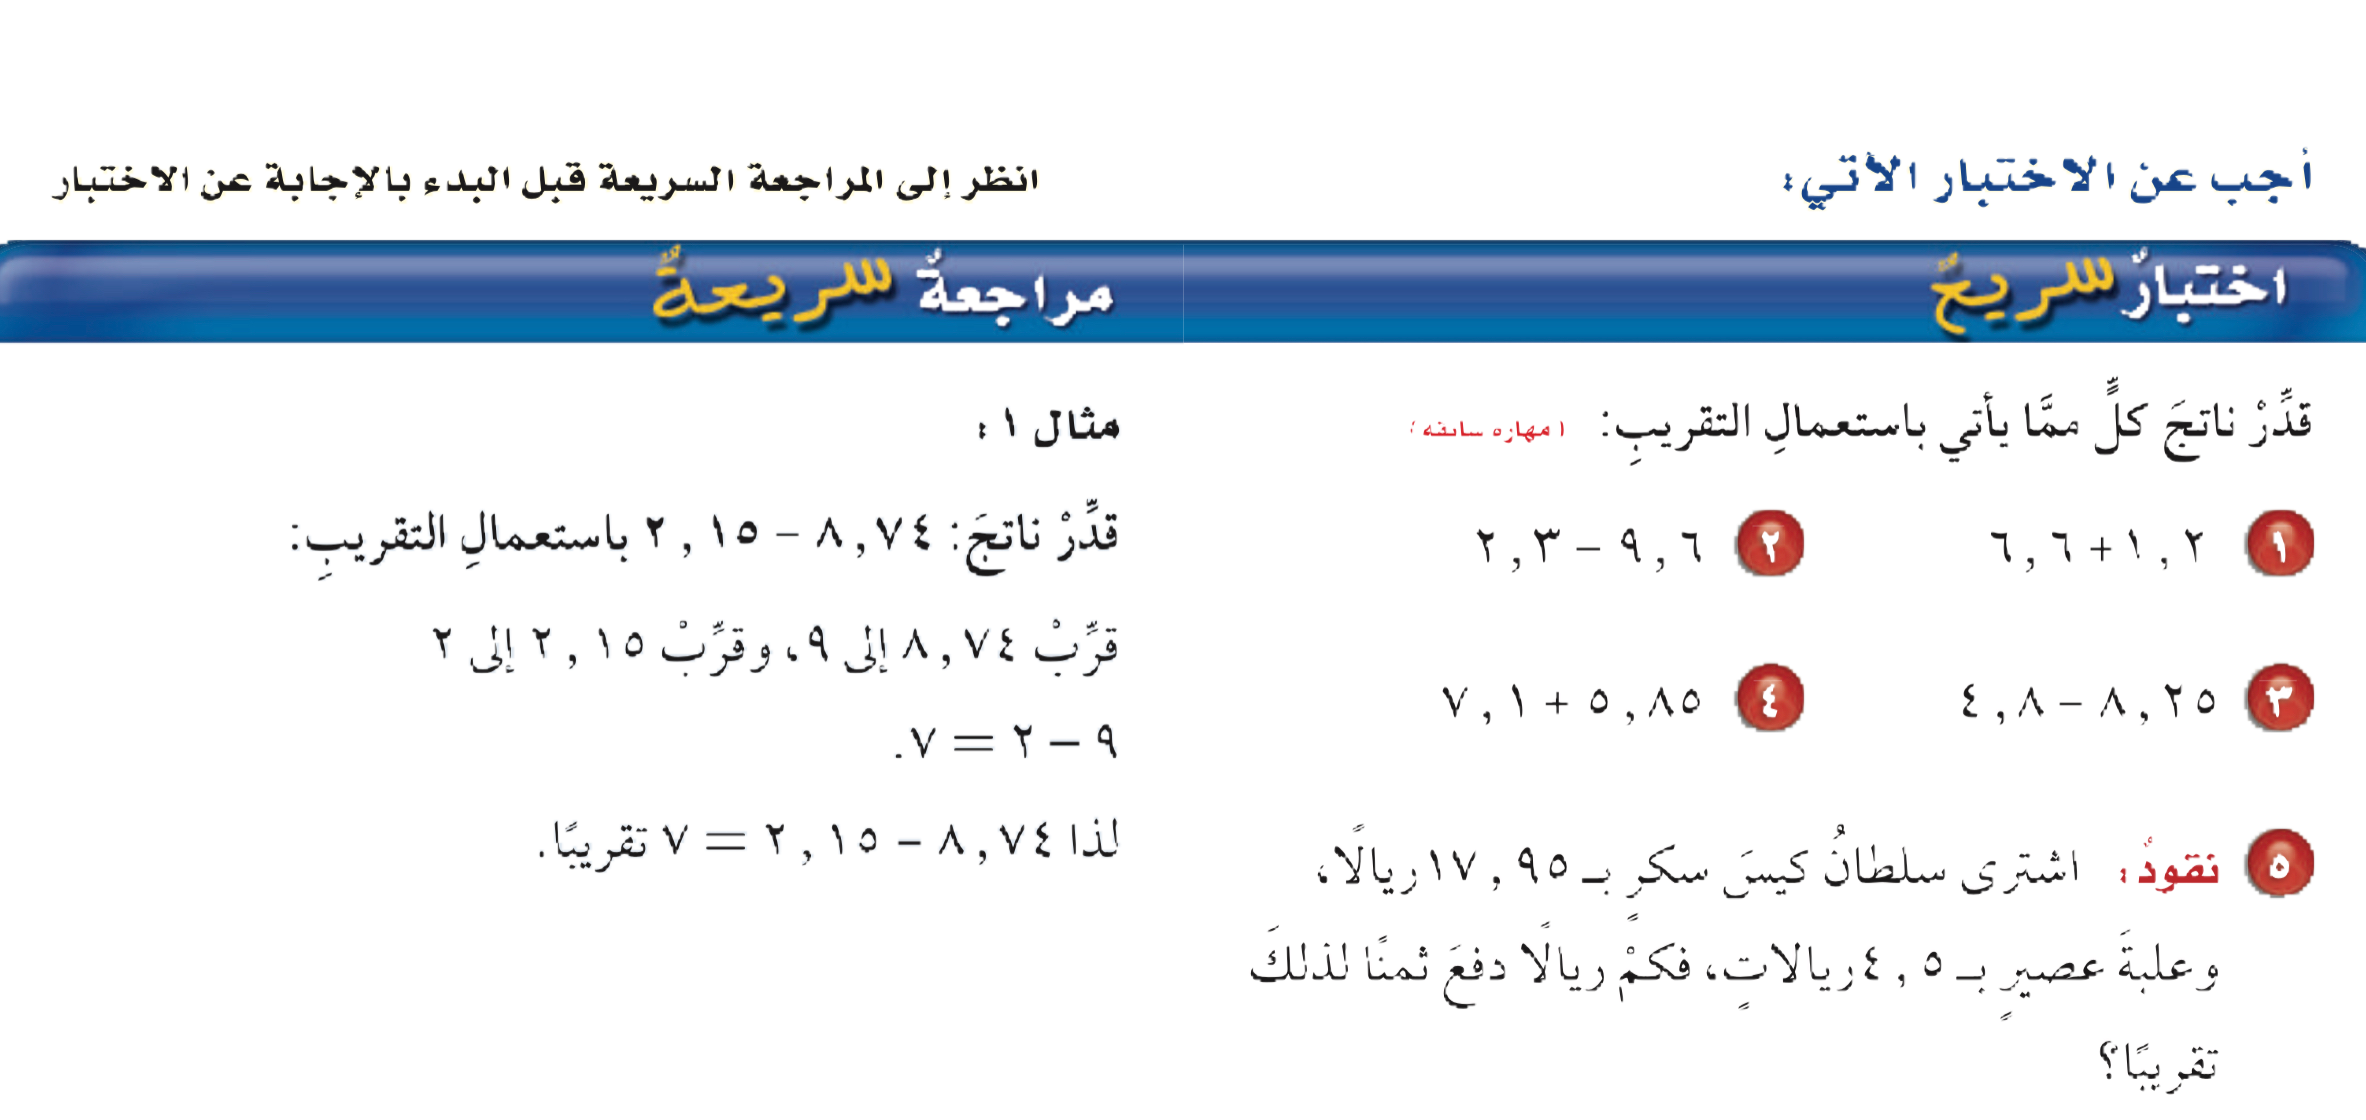 أجب عن الاختبار الآتي:
انظر إلى المراجعة السريعة قبل البدء بالإجابة عن الاختبار
اختبارٌ سريعٌ
قدِّرْ ناتجَ كلٍّ ممَّا يأتي باستعمالِ التقريبِ: (مهارة سابقة)
١ ١,٢ + ٦,٦
٢ ٩,٦ − ٢,٣
٣ ٨,٢٥ − ٤,٨
٤ ٥,٨٥ + ٧,١
٥ نقودٌ: اشترى سلطانُ كيسَ سكرٍ بـ ١٧,٩٥ ريالًا،
وعلبةَ عصيرٍ بـ ٤,٥ ريالاتٍ، فكمْ ريالًا دفعَ ثمنًا لذلكَ
تقريبًا؟
مراجعةٌ سريعةٌ
مثال ١:
قدِّرْ ناتجَ: ٨,٧٤ − ٢,١٥ باستعمالِ التقريبِ:
قرِّبْ ٨,٧٤ إلى ٩، وقرِّبْ ٢,١٥ إلى ٢
٩ − ٢ = ٧.
لذا ٨,٧٤ − ٢,١٥ = ٧ تقريبًا.